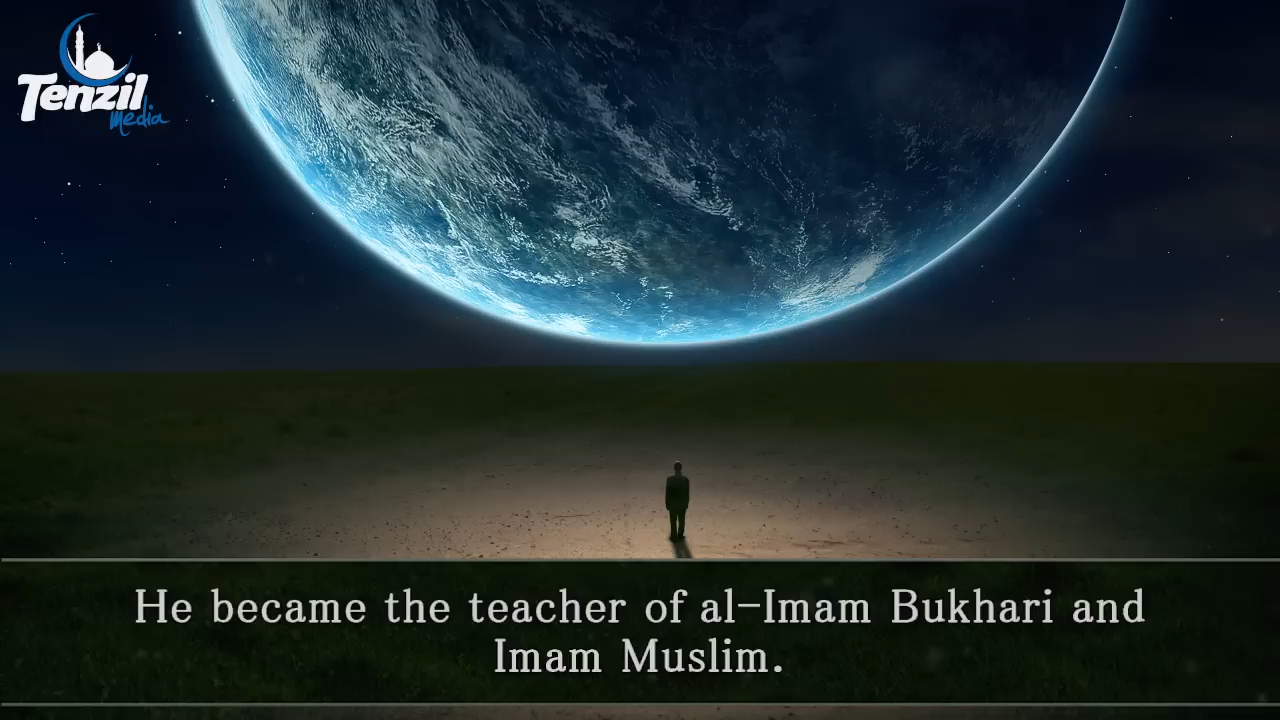 Tenzil
media
He became the teacher of al-Imam Bukhari and
Imam Muslim.